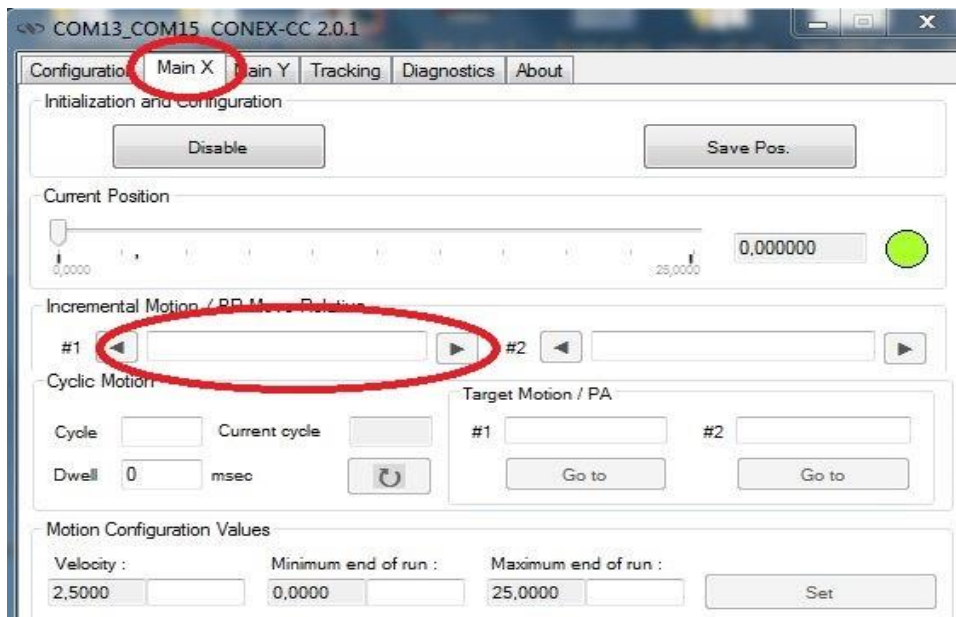 COM13_COM15 CONEX-CC 2.0.1
Configuration Main X Main Y Tracking Diagnostics About
Initialization and Configuration
Disable Save Pos.
Current Position
0,000000
0,0000 25,0000
Incremental Motion / PR Move Relative
#1 #2
Cyclic Motion
Target Motion / PA
Cycle Current cycle #1 #2
Dwell 0 msec Go to Go to
Motion Configuration Values
Velocity : Minimum end of run : Maximum end of run :
2,5000 0,0000 25,0000 Set